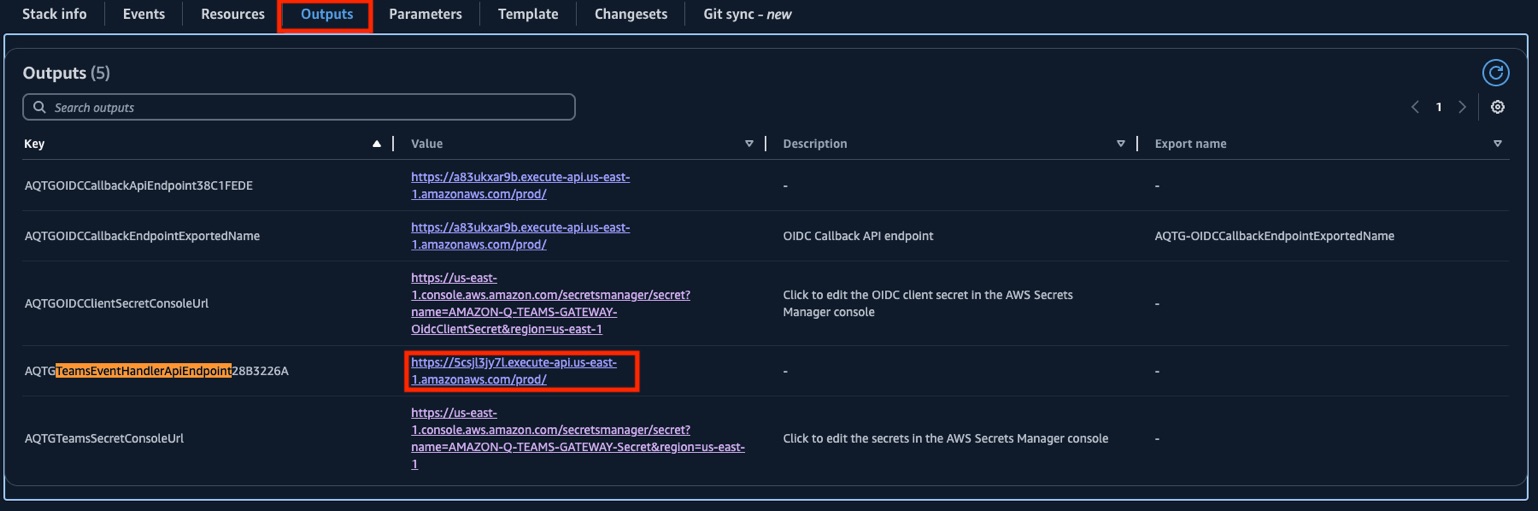 Stack info Events Resources Outputs Parameters Template Changesets Git sync - new
Outputs (5)
Search outputs
1
Key Value Description Export name
AQTGOIDCCallbackApiEndpoint38C1FEDE
https://a83ukxar9b.execute-api.us-east-
1.amazonaws.com/prod/
- -
AQTGOIDCCallbackEndpointExportedName
https://a83ukxar9b.execute-api.us-east-
1.amazonaws.com/prod/
OIDC Callback API endpoint
AQTG-OIDCCallbackEndpointExportedName
AQTGOIDCClientSecretConsoleUrl
https://us-east-
1.console.aws.amazon.com/secretsmanager/secret?
name=AMAZON-Q-TEAMS-GATEWAY-
OidcClientSecret&region=us-east-1
Click to edit the OIDC client secret in the AWS Secrets
Manager console
-
AQTGTeamsEventHandlerApiEndpoint28B3226A
https://5csjl3jy7l.execute-api.us-east-
1.amazonaws.com/prod/
- -
AQTGTeamsSecretConsoleUrl
https://us-east-
1.console.aws.amazon.com/secretsmanager/secret?
name=AMAZON-Q-TEAMS-GATEWAY-Secret&region=us-east-
1
Click to edit the secrets in the AWS Secrets Manager console
-